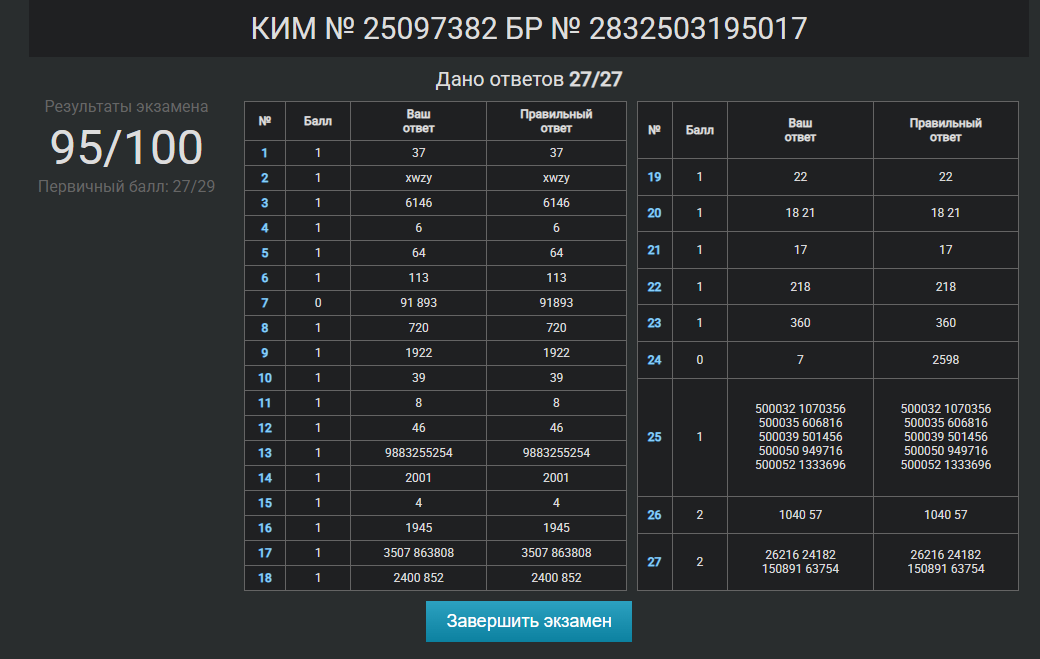 КИМ № 25097382 БР № 2832503195017
Дано ответов 27/27
Результаты экзамена
95/100
Первичный балл: 27/29
№ Балл Ваш ответ Правильный ответ
1 1 37 37
2 1 xwzy xwzy
3 1 6146 6146
4 1 6 6
5 1 64 64
6 1 113 113
7 0 91 893 91893
8 1 720 720
9 1 1922 1922
10 1 39 39
11 1 8 8
12 1 46 46
13 1 9883255254 9883255254
14 1 2001 2001
15 1 4 4
16 1 1945 1945
17 1 3507 863808 3507 863808
18 1 2400 852 2400 852
№ Балл Ваш ответ Правильный ответ
19 1 22 22
20 1 18 21 18 21
21 1 17 17
22 1 218 218
23 1 360 360
24 0 7 2598
500032 1070356 500032 1070356
500035 606816 500035 606816
25 1 500039 501456 500039 501456
500050 949716 500050 949716
500052 1333696 500052 1333696
26 2 1040 57 1040 57
27 2 26216 24182 26216 24182
150891 63754 150891 63754
Завершить экзамен